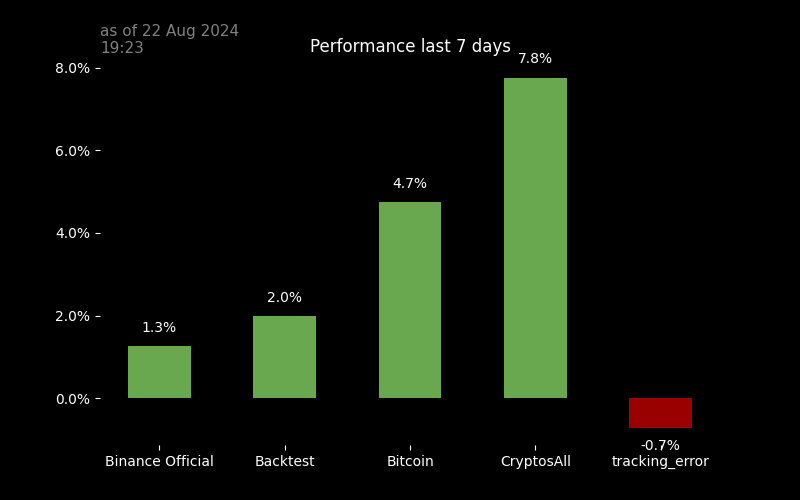 as of 22 Aug 2024
19:23
Performance last 7 days
8.0%
6.0%
4.0%
2.0%
0.0%
1.3%
2.0%
4.7%
7.8%
-0.7%
Binance Official
Backtest
Bitcoin
CryptosAll
tracking_error